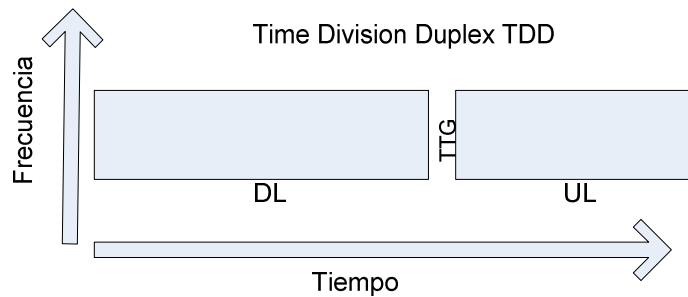 Time Division Duplex TDD
Frecuencia
TTG
DL
UL
Tiempo